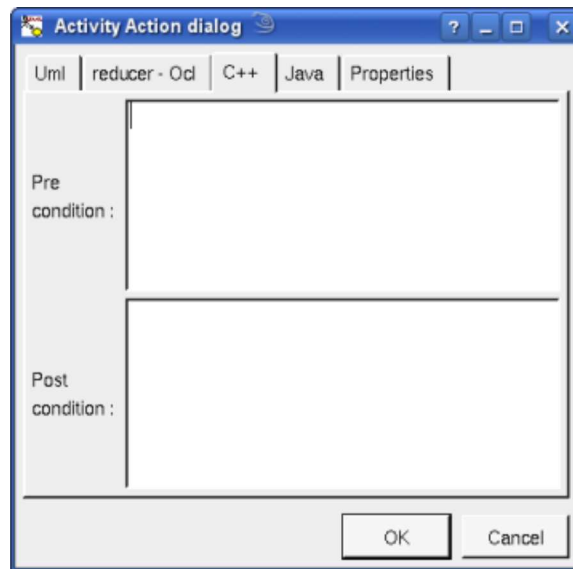 Activity Action dialog
Uml reducer - Ocl C++ Java Properties
Pre
condition :
Post
condition :
OK Cancel